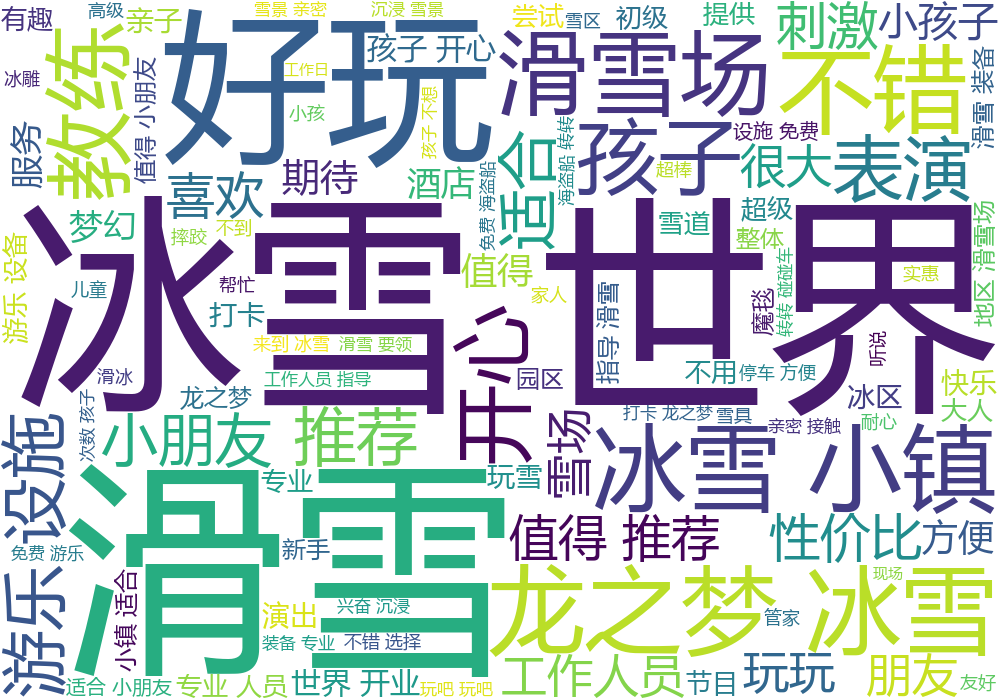 有趣
高级
亲子
雪景 亲密
沉浸 雪景
尝试
雪区
初级
提供
刺激
小孩子
好玩
孩子 开心
滑雪场
不错
教练
冰雕
工作日
小孩
孩子 不想
值得 小朋友
服务
期待
酒店
免费 海盗船
海盗船 转转
适合
孩子
设施 免费
超棒
很大
表演
滑雪 装备
喜欢
梦幻
摔跤
不到
游乐 设备
儿童
打卡
帮忙
值得
家人
雪道
超级
整体
魔毯
转转 碰碰车
实惠
地区 滑雪场
冰雪 世界
来到 冰雪
滑雪 要领
工作人员 指导
开心
园区
指导 滑雪
不用
停车 方便
听说
快乐
大人
冰区
滑冰
龙之梦
次数 孩子
打卡 龙之梦
雪具
亲密 接触
耐心
设施
小朋友
推荐
雪场
冰雪 小镇
滑雪
专业
玩雪
新手
值得 推荐
性价比
方便
免费 游乐
游乐 设施
小镇 适合
演出
兴奋 沉浸
装备 专业
不错 选择
龙之梦 冰雪
现场
管家
适合 小朋友
专业 人员
世界 开业
玩吧 玩吧
工作人员
节目
玩玩
朋友
友好